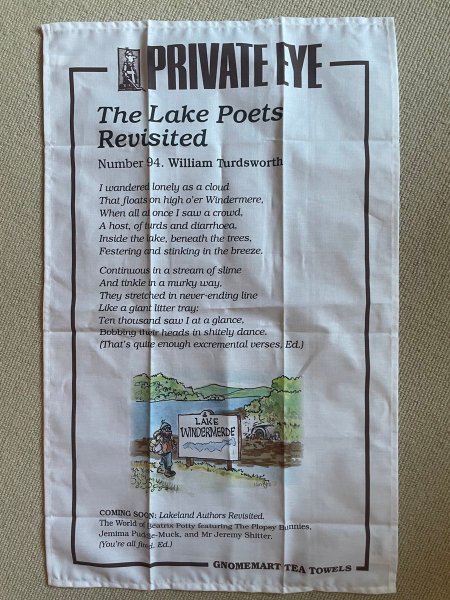 PRIVATE EYE
The Lake Poets
Revisited
Number 94. William Turdsworth
I wandered lonely as a cloud
That floats on high o'er Windermere,
When all at once I saw a crowd,
A host, of turds and diarrhoea.
Inside the lake, beneath the trees,
Festering and stinking in the breeze.
Continuous in a stream of slime
And tinkle in a murky way,
They stretched in never-ending line
Like a giant litter tray:
Ten thousand saw I at a glance,
Bobbing their heads in shitely dance.
(That's quite enough excremental verses, Ed.)
LAKE
WINDERMERDE
COMING SOON: Lakeland Authors Revisited.
The World of Beatrix Potty featuring The Plopsy Bunnies,
Jemima Pudge-Muck, and Mr Jeremy Shitter.
(You're all fired, Ed.)
GNOMEMART TEA TOWELS